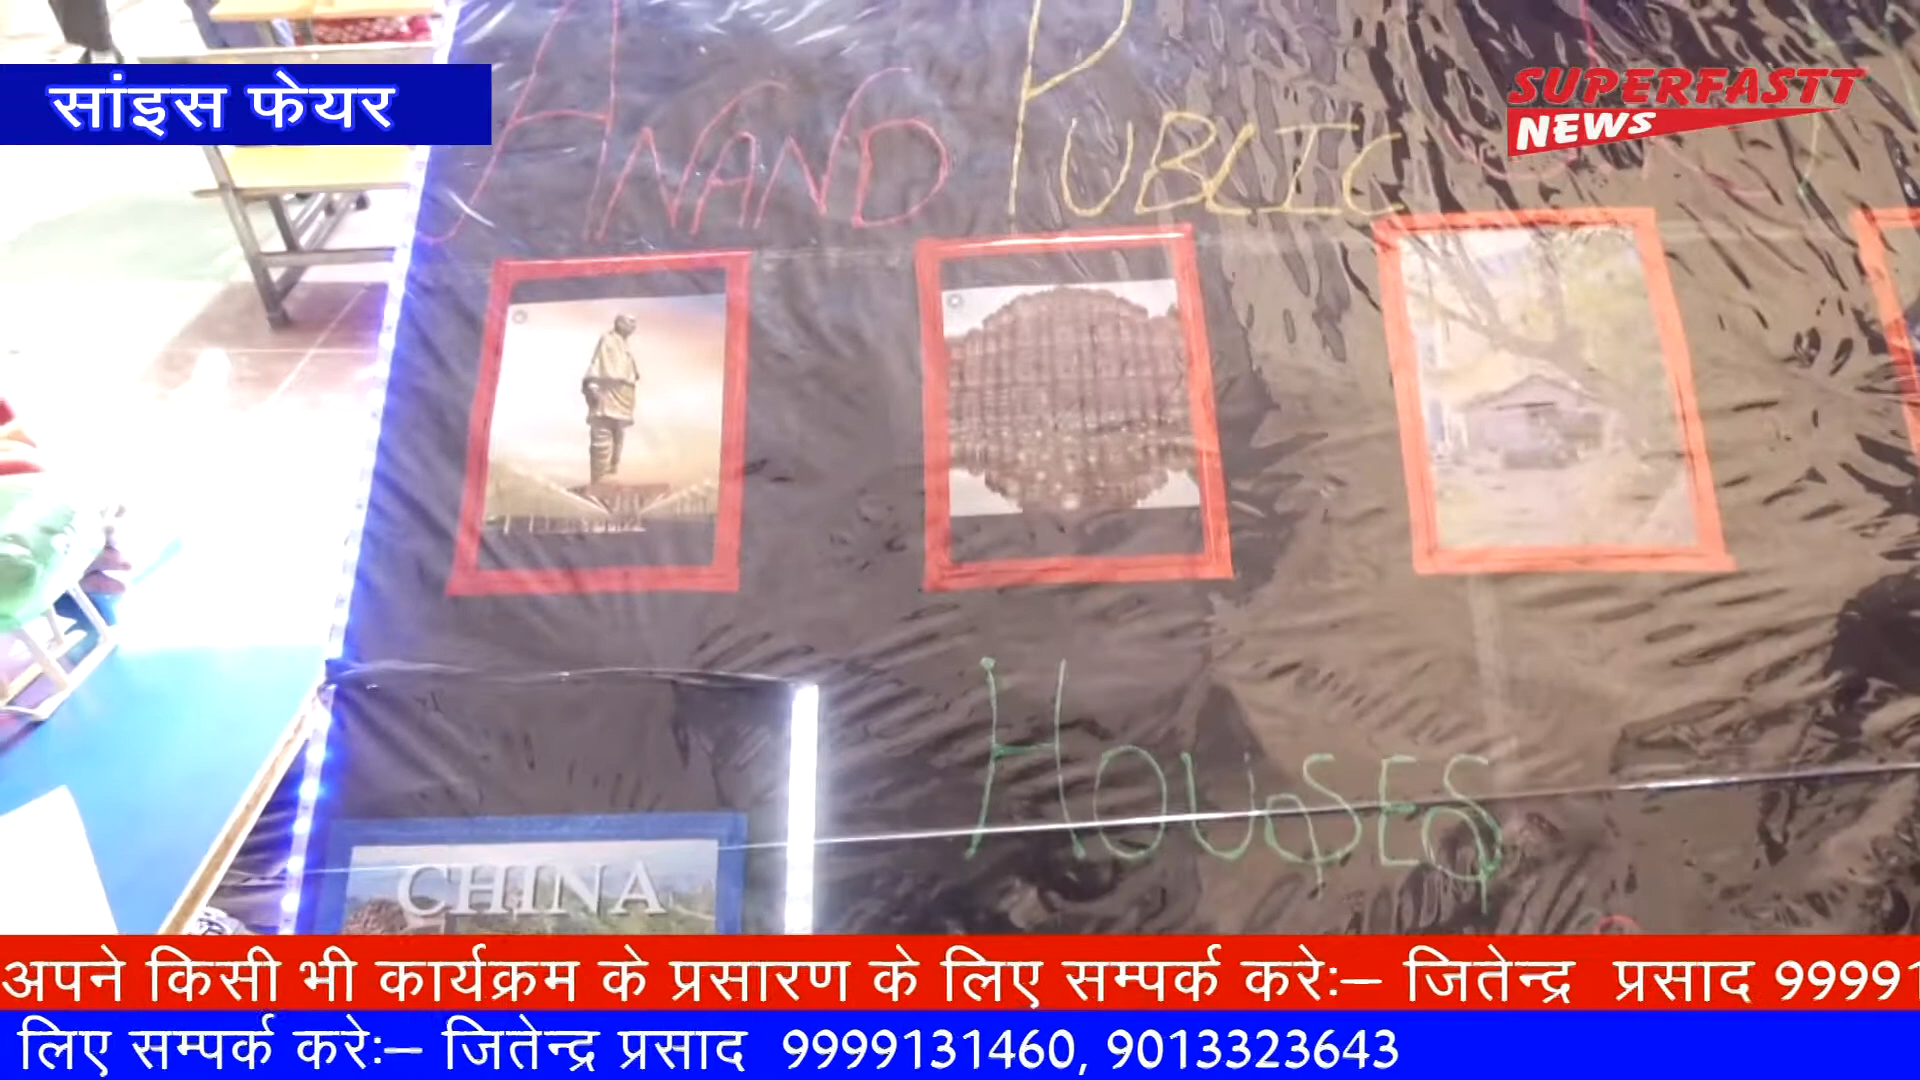 सांइस फेयर
SUPERFASTT
NEWS
ANAND PUBLIC
HOUSES
CHINA
अपने किसी भी कार्यक्रम के प्रसारण के लिए सम्पर्क करेः– जितेन्द्र प्रसाद 99991
लिए सम्पर्क करेः– जितेन्द्र प्रसाद 9999131460, 9013323643